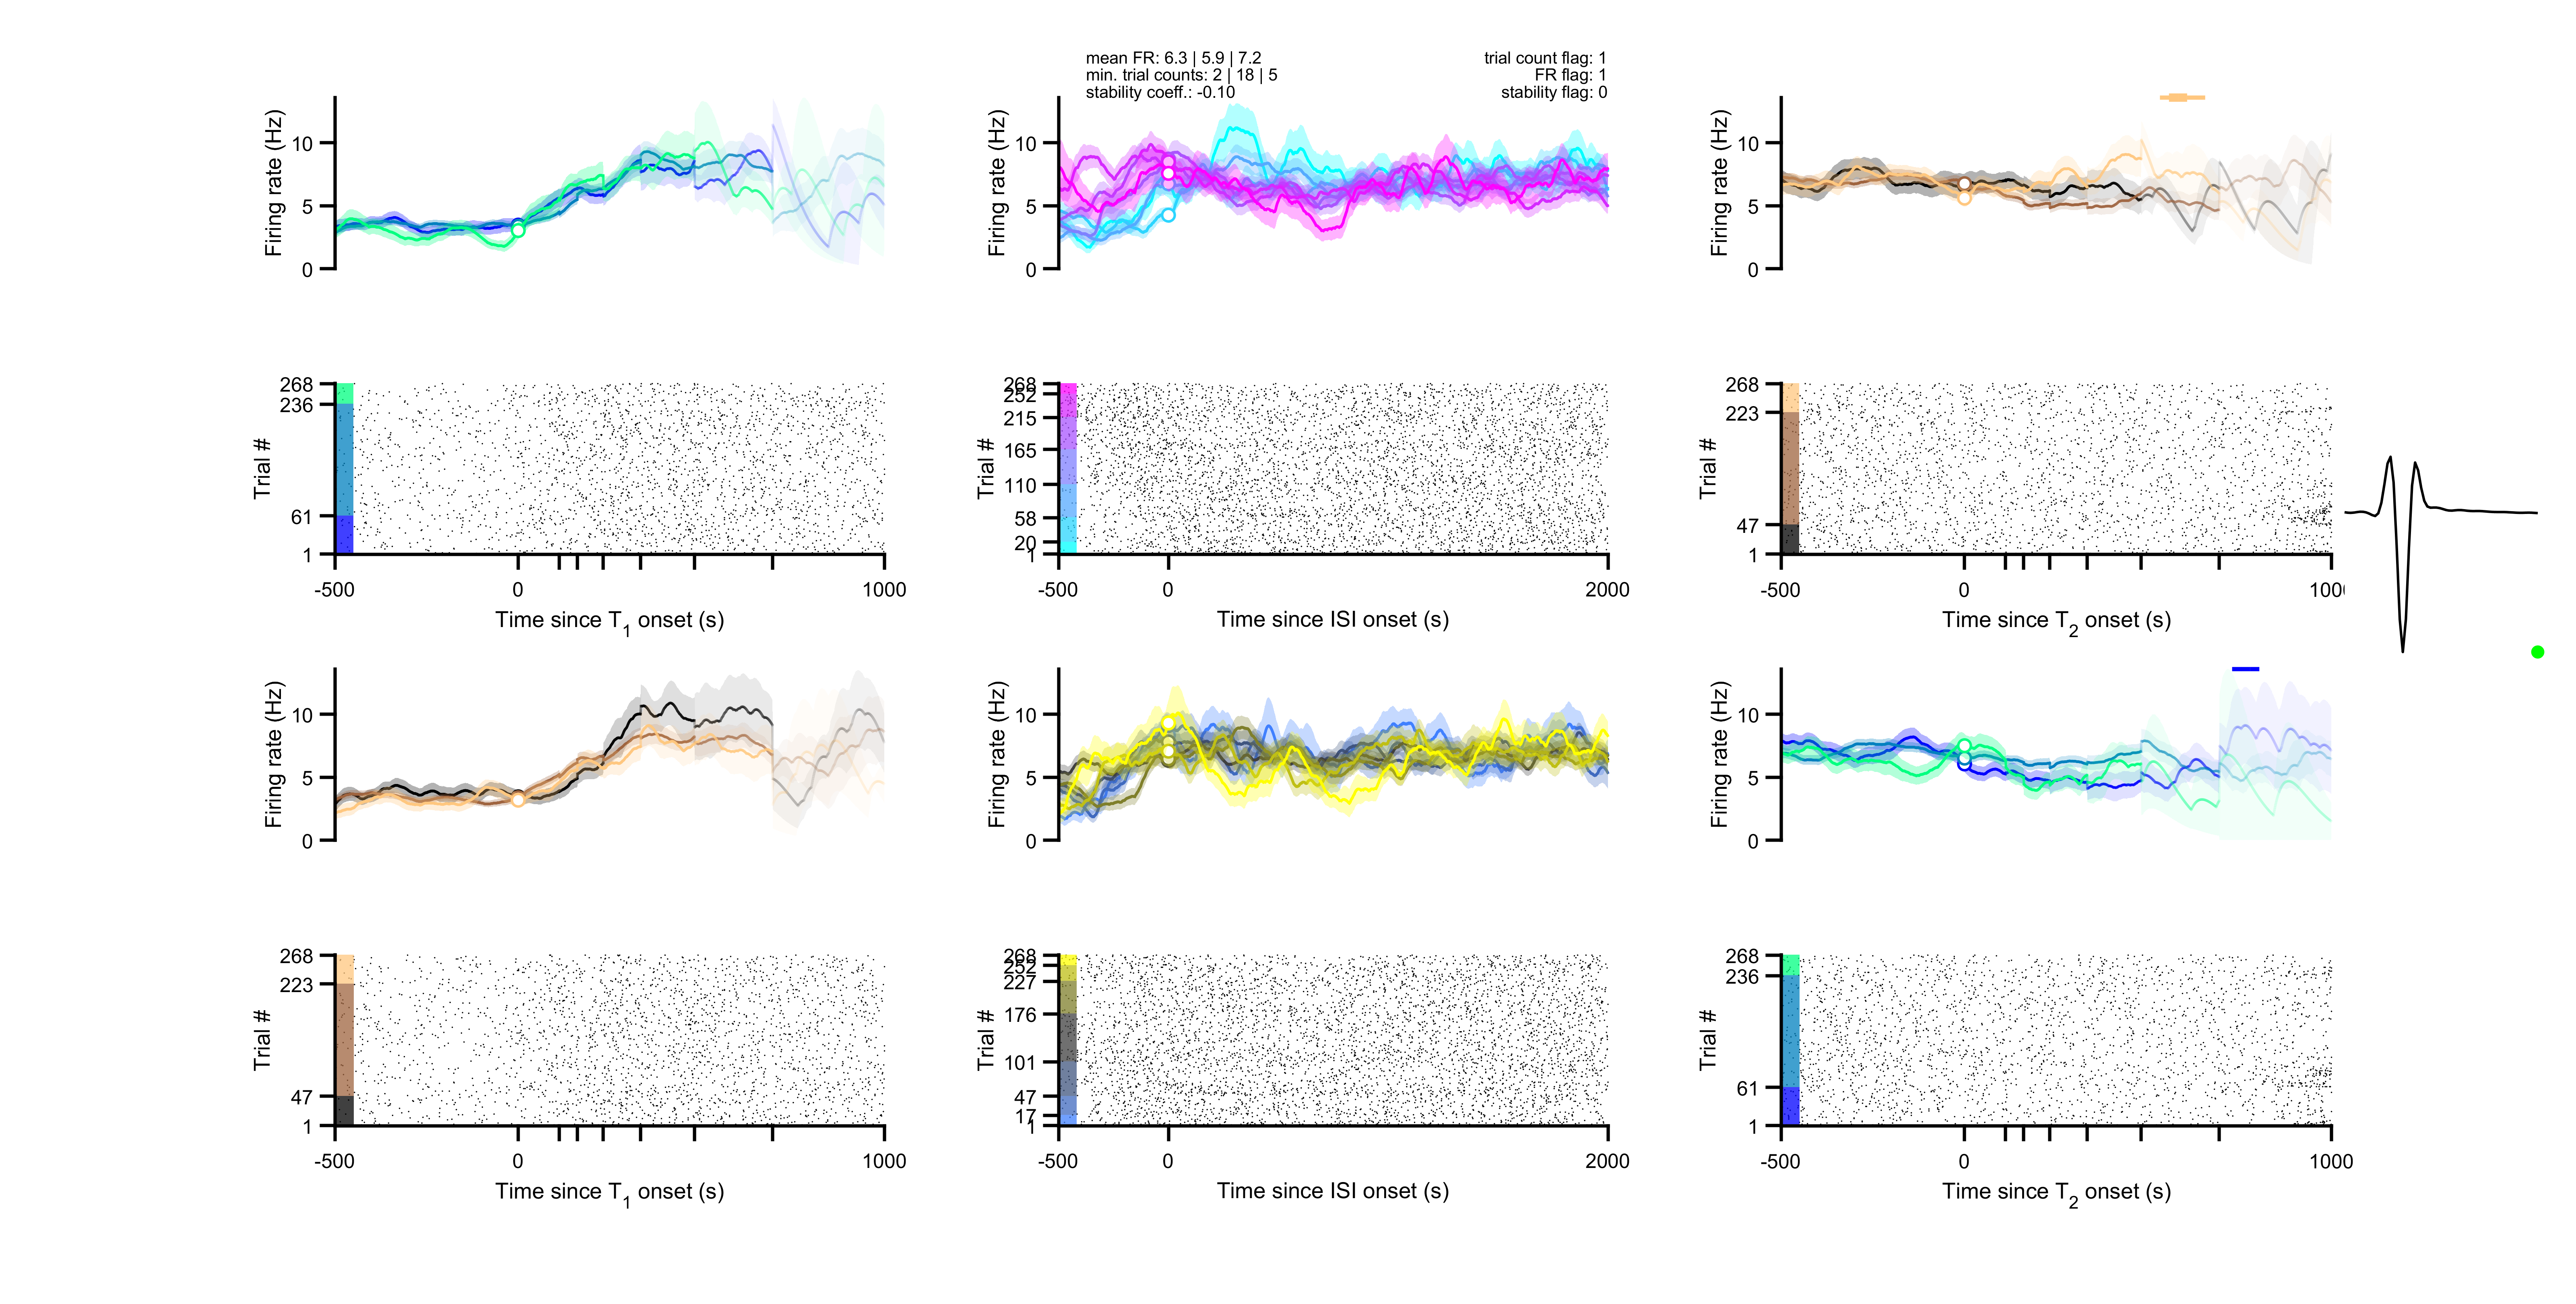 mean FR: 6.3 | 5.9 | 7.2
min. trial counts: 2 | 18 | 5
stability coeff.: -0.10
trial count flag: 1
FR flag: 1
stability flag: 0
Firing rate (Hz)
10
5
0
Firing rate (Hz)
10
5
0
Firing rate (Hz)
10
5
0
Trial #
268
236
61
1
-500
0
1000
Time since T1 onset (s)
Trial #
268
252
215
165
110
58
20
1
-500
0
2000
Time since ISI onset (s)
Trial #
268
223
47
1
-500
0
1000
Time since T2 onset (s)
Firing rate (Hz)
10
5
0
Firing rate (Hz)
10
5
0
Firing rate (Hz)
10
5
0
Trial #
268
223
47
1
-500
0
1000
Time since T1 onset (s)
Trial #
268
252
227
176
101
47
17
1
-500
0
2000
Time since ISI onset (s)
Trial #
268
236
61
1
-500
0
1000
Time since T2 onset (s)